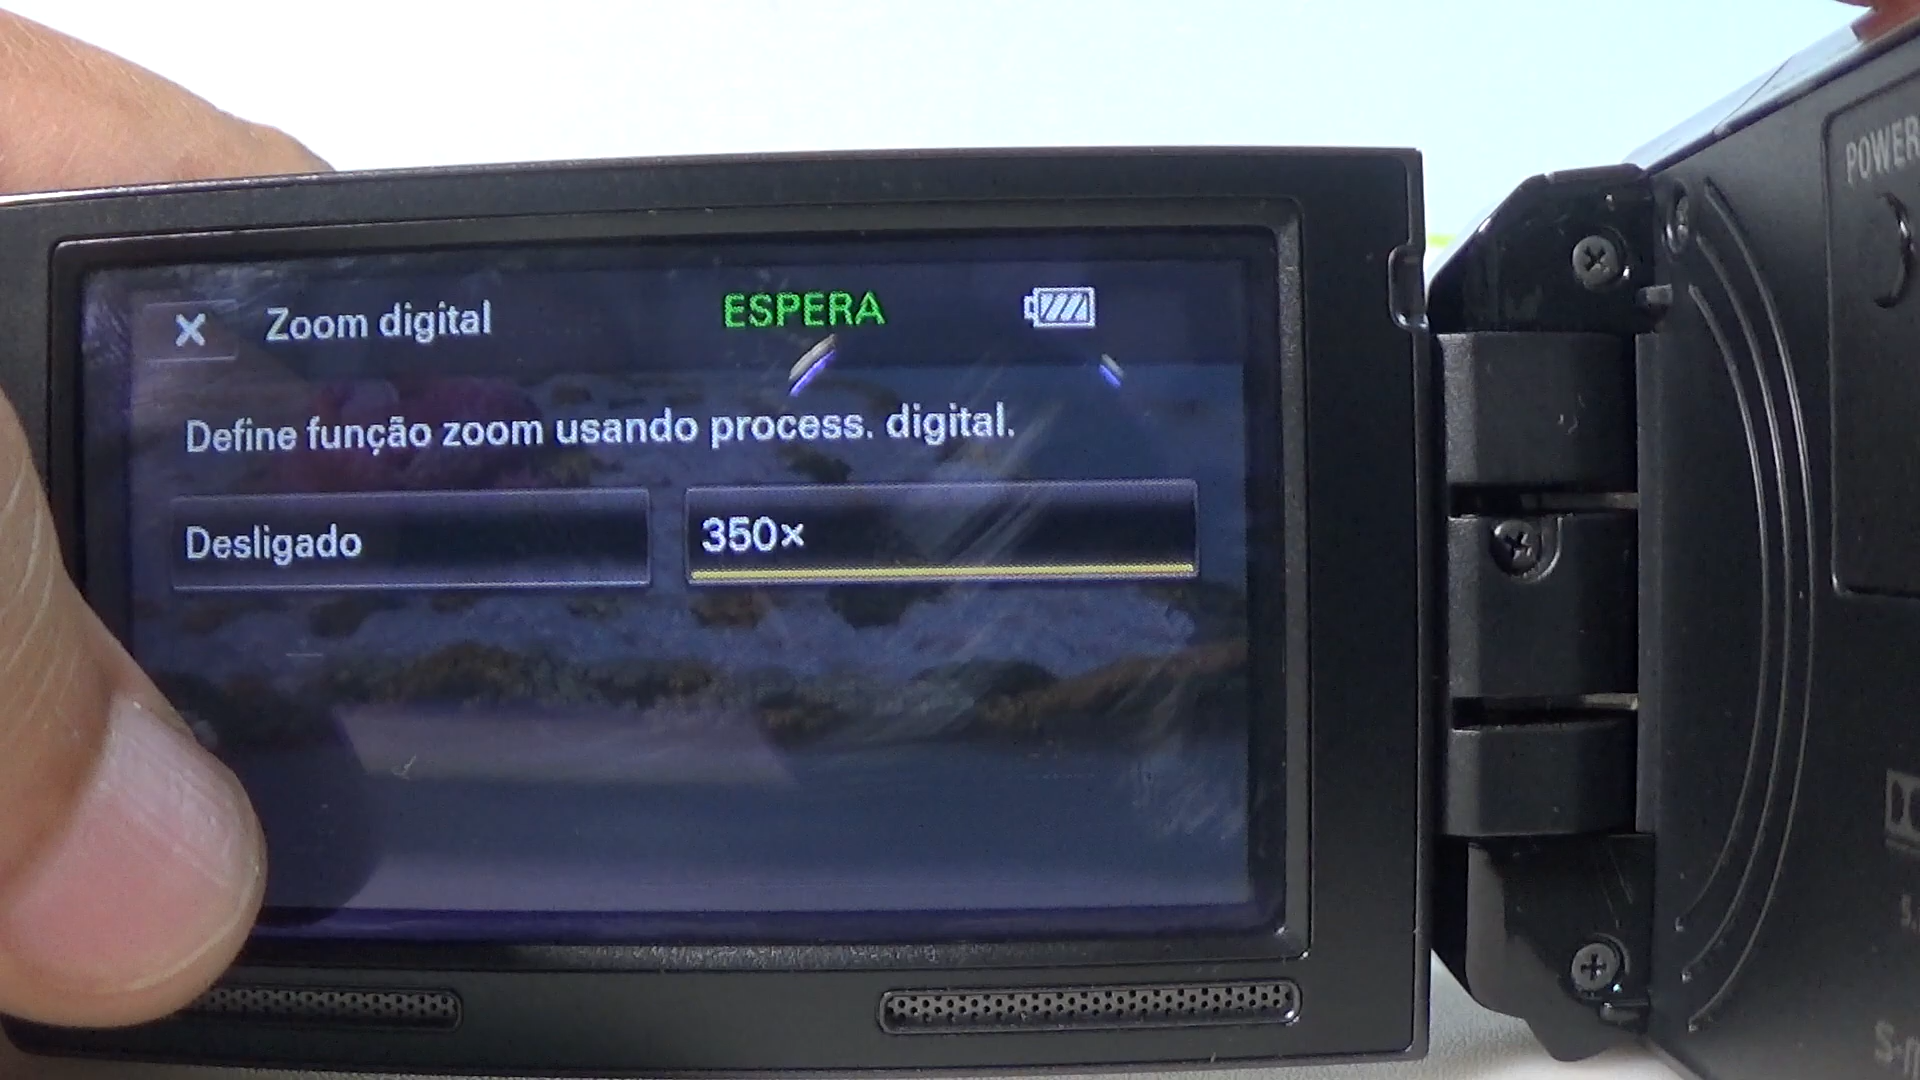 X Zoom digital ESPERA
Define função zoom usando process. digital.
Desligado 350×
POWER